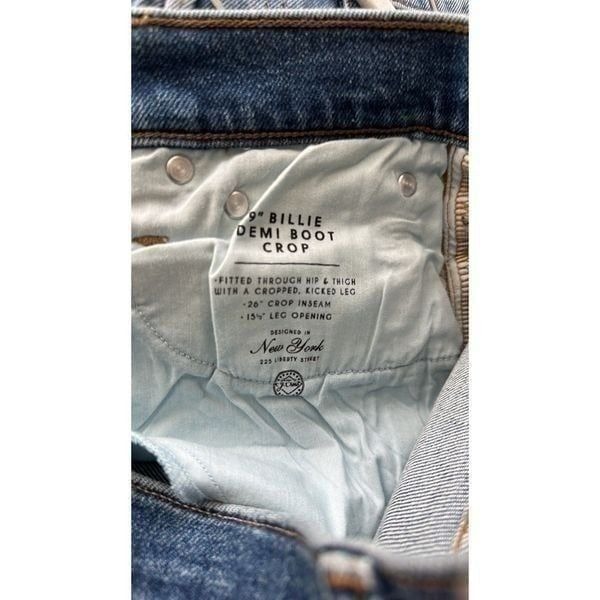 9" BILLIE
DEMI BOOT
CROP
•FITTED THROUGH HIP & THIGH
WITH A CROPPED, KICKED LEG
•26" CROP INSEAM
•15½" LEG OPENING
DESIGNED IN
New York
225 LIBERTY STREET
J.CREW